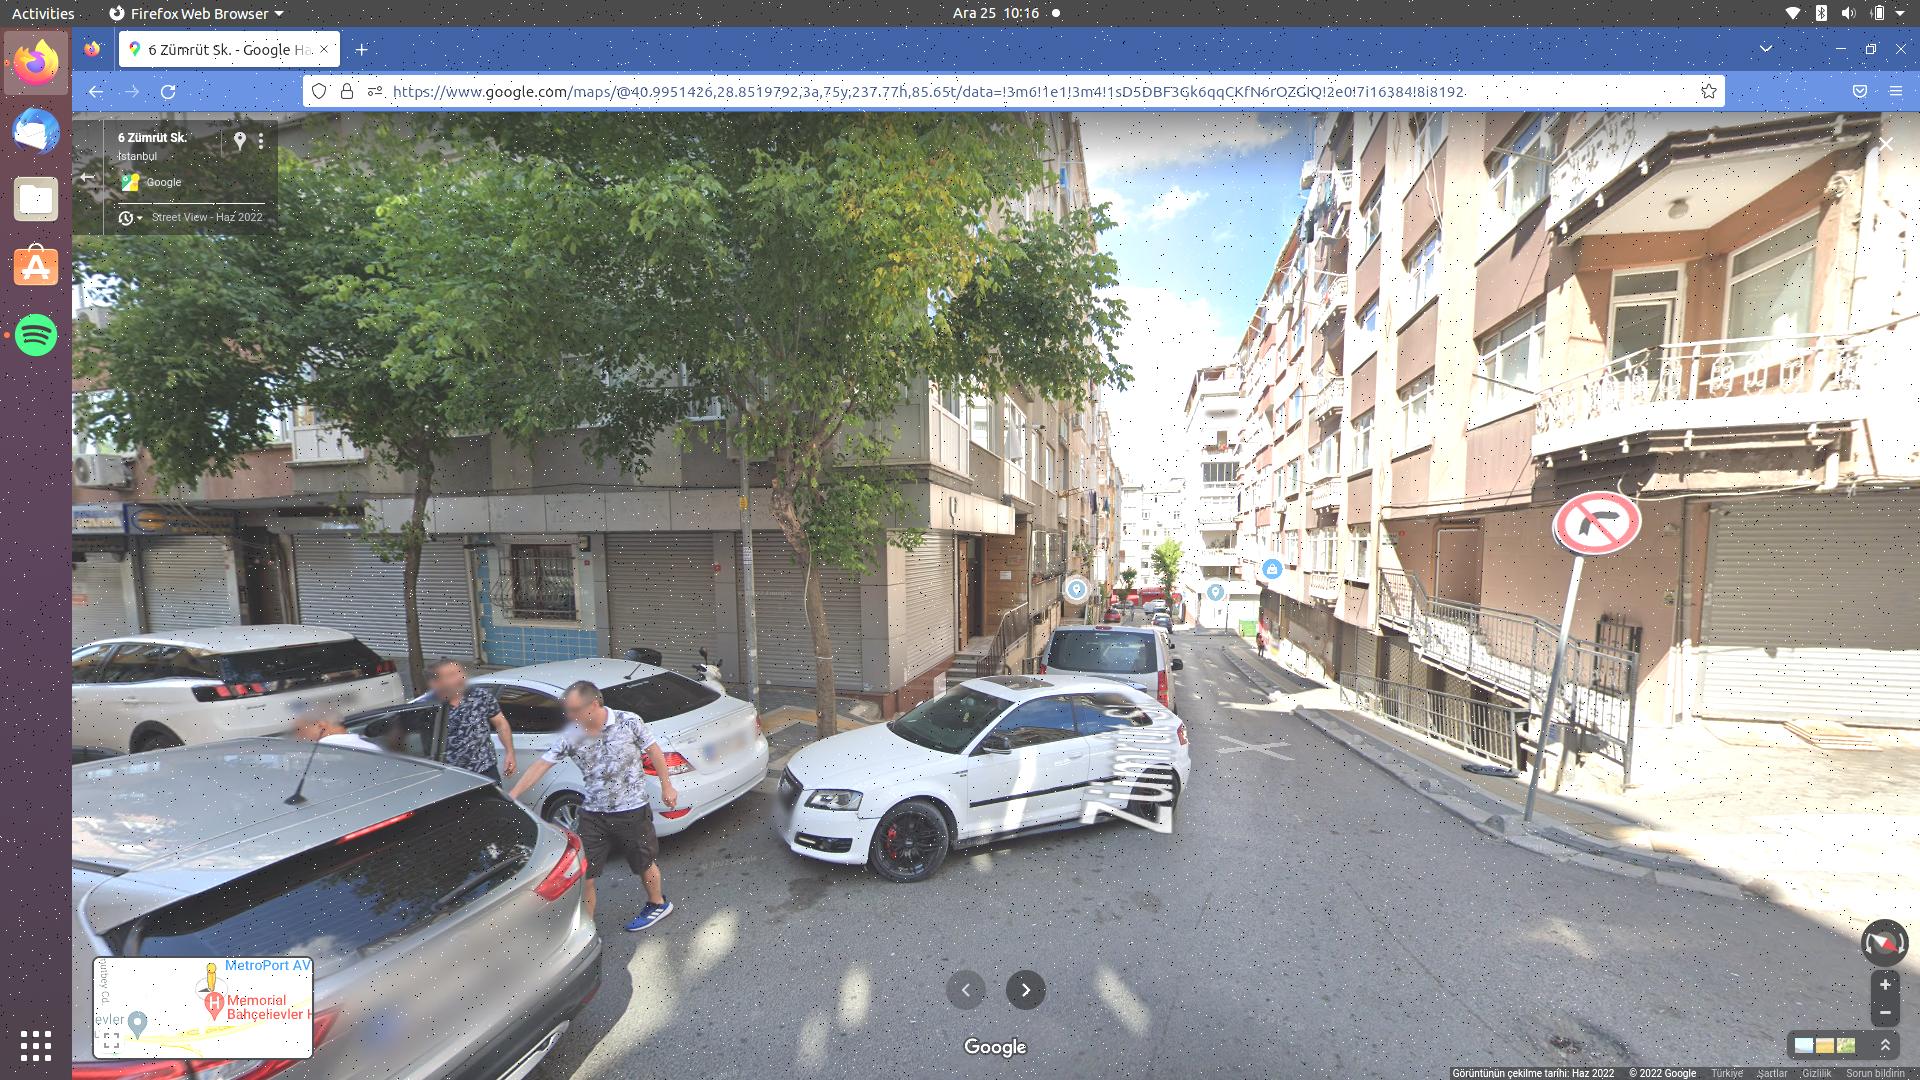 Activities
Firefox Web Browser
Ara 25 10:16
6 Zümrüt Sk. - Google Ha
https://www.google.com/maps/@40.9951426,28.8519792,3a,75y,237.77h,85.65t/data=!3m6!1e1!3m4!1sD5DBF3Gk6qqCKfN6rOZGIQ!2e0!7i16384!8i8192
6 Zümrüt Sk.
İstanbul
Google
Street View - Haz 2022
MetroPort AV
Memorial
Bahçelievler H
evler
Google
Görüntünün çekilme tarihi: Haz 2022 © 2022 Google Türkiye Şartlar Gizlilik Sorun bildirin